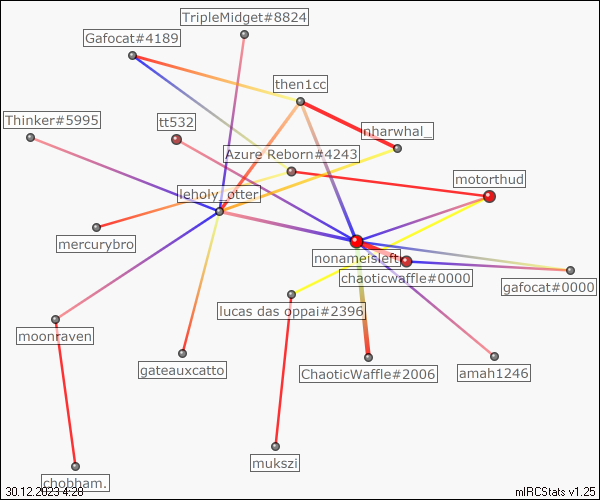 TripleMidget#8824
Gafocat#4189
then1cc
Thinker#5995
tt532
nharwhal_
Azure Reborn#4243
motorthud
leholy_otter
mercurybro
nonameisleft
chaoticwaffle#0000
gafocat#0000
lucas das oppai#2396
moonraven
gateauxcatto
ChaoticWaffle#2006
amah1246
mukszi
chobham.
30.12.2023 4:28
mIRCStats v1.25